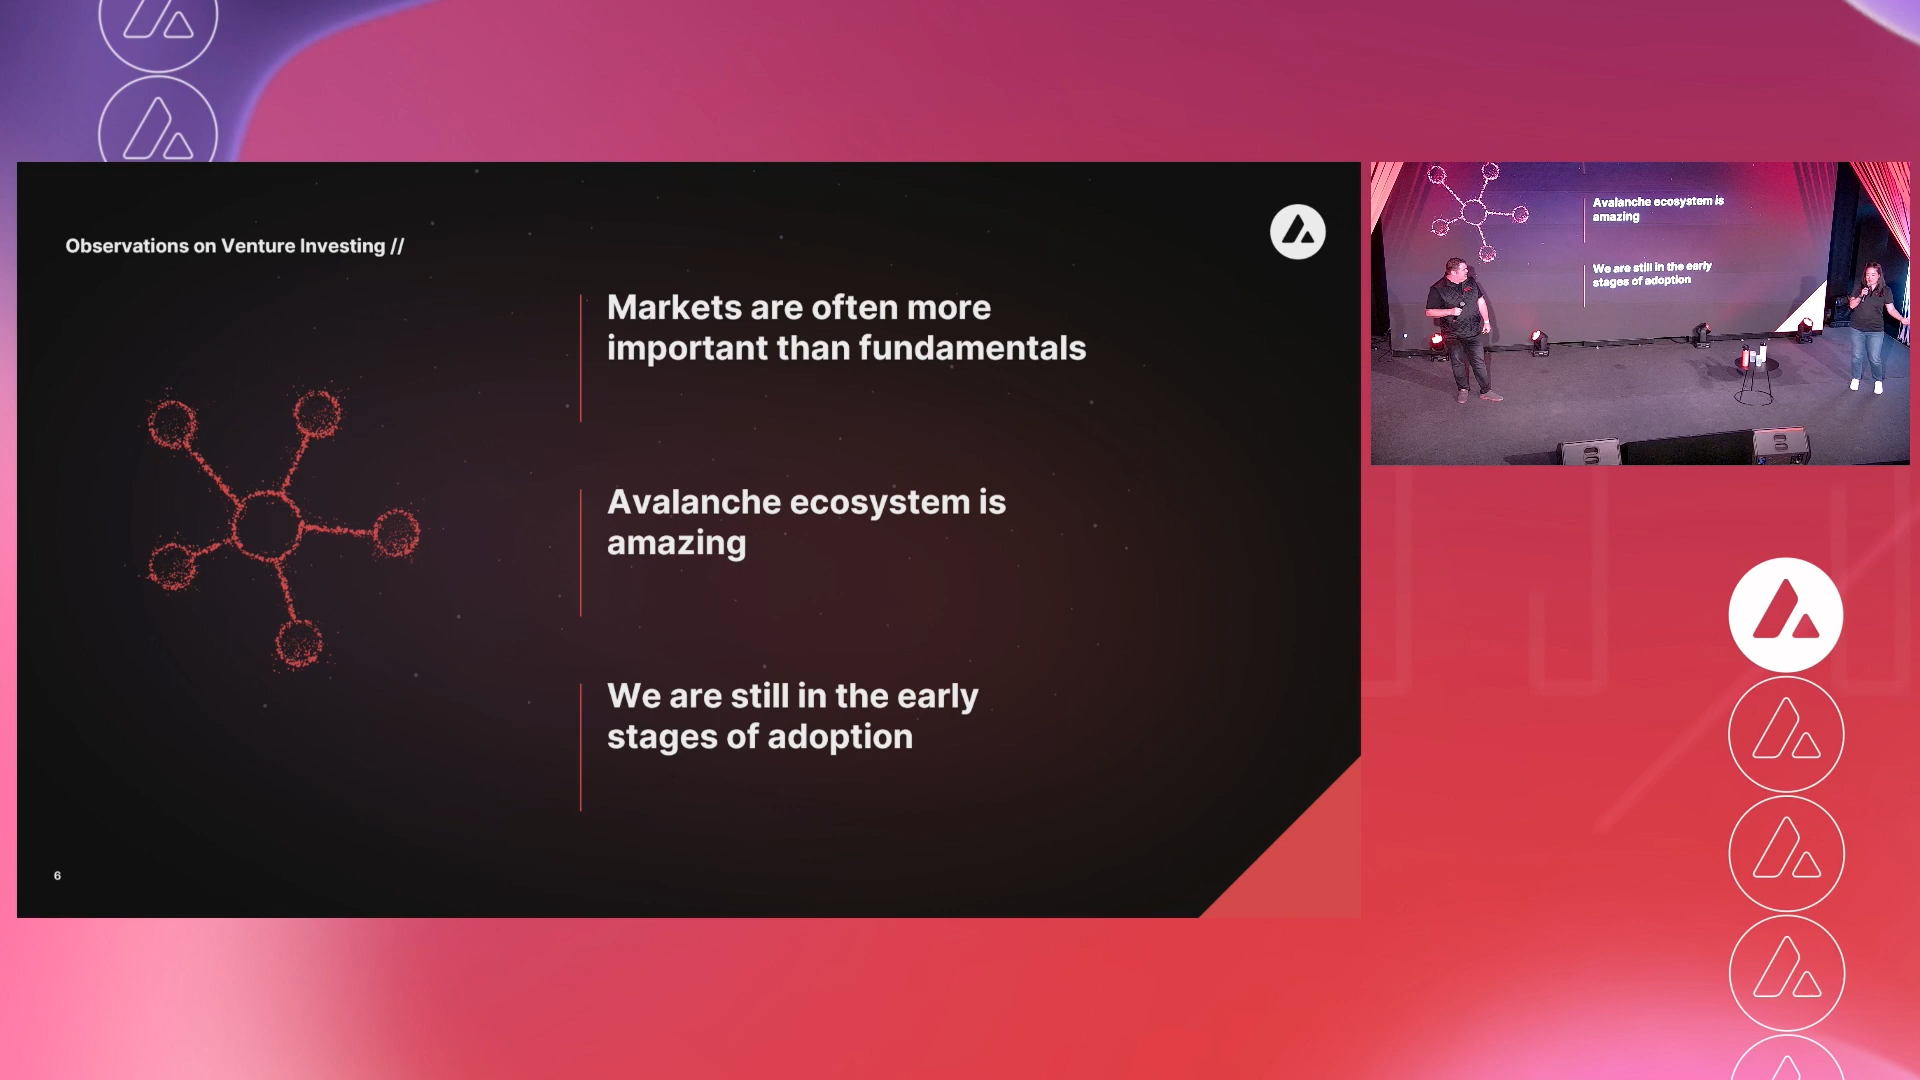 Observations on Venture Investing //
Markets are often more
important than fundamentals
Avalanche ecosystem is
amazing
We are still in the early
stages of adoption
6
Avalanche ecosystem is
amazing
We are still in the early
stages of adoption